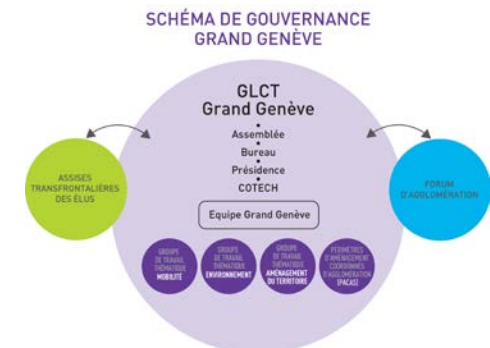 SCHÉMA DE GOUVERNANCE
GRAND GENÈVE
GLCT
Grand Genève
Assemblée
Bureau
Présidence
COTECH
Equipe Grand Genève
ASSISES
TRANSFRONTALIÈRES
DES ÉLUS
FORUM
D'AGGLOMÉRATION
GROUPE
DE TRAVAIL
THÉMATIQUE
MOBILITÉ
GROUPE
DE TRAVAIL
THÉMATIQUE
ENVIRONNEMENT
GROUPE
DE TRAVAIL
THÉMATIQUE
AMÉNAGEMENT
DU TERRITOIRE
PÉRIMÈTRES
D'AMÉNAGEMENT
COORDONNÉS
D'AGGLOMÉRATION
(PACAS)